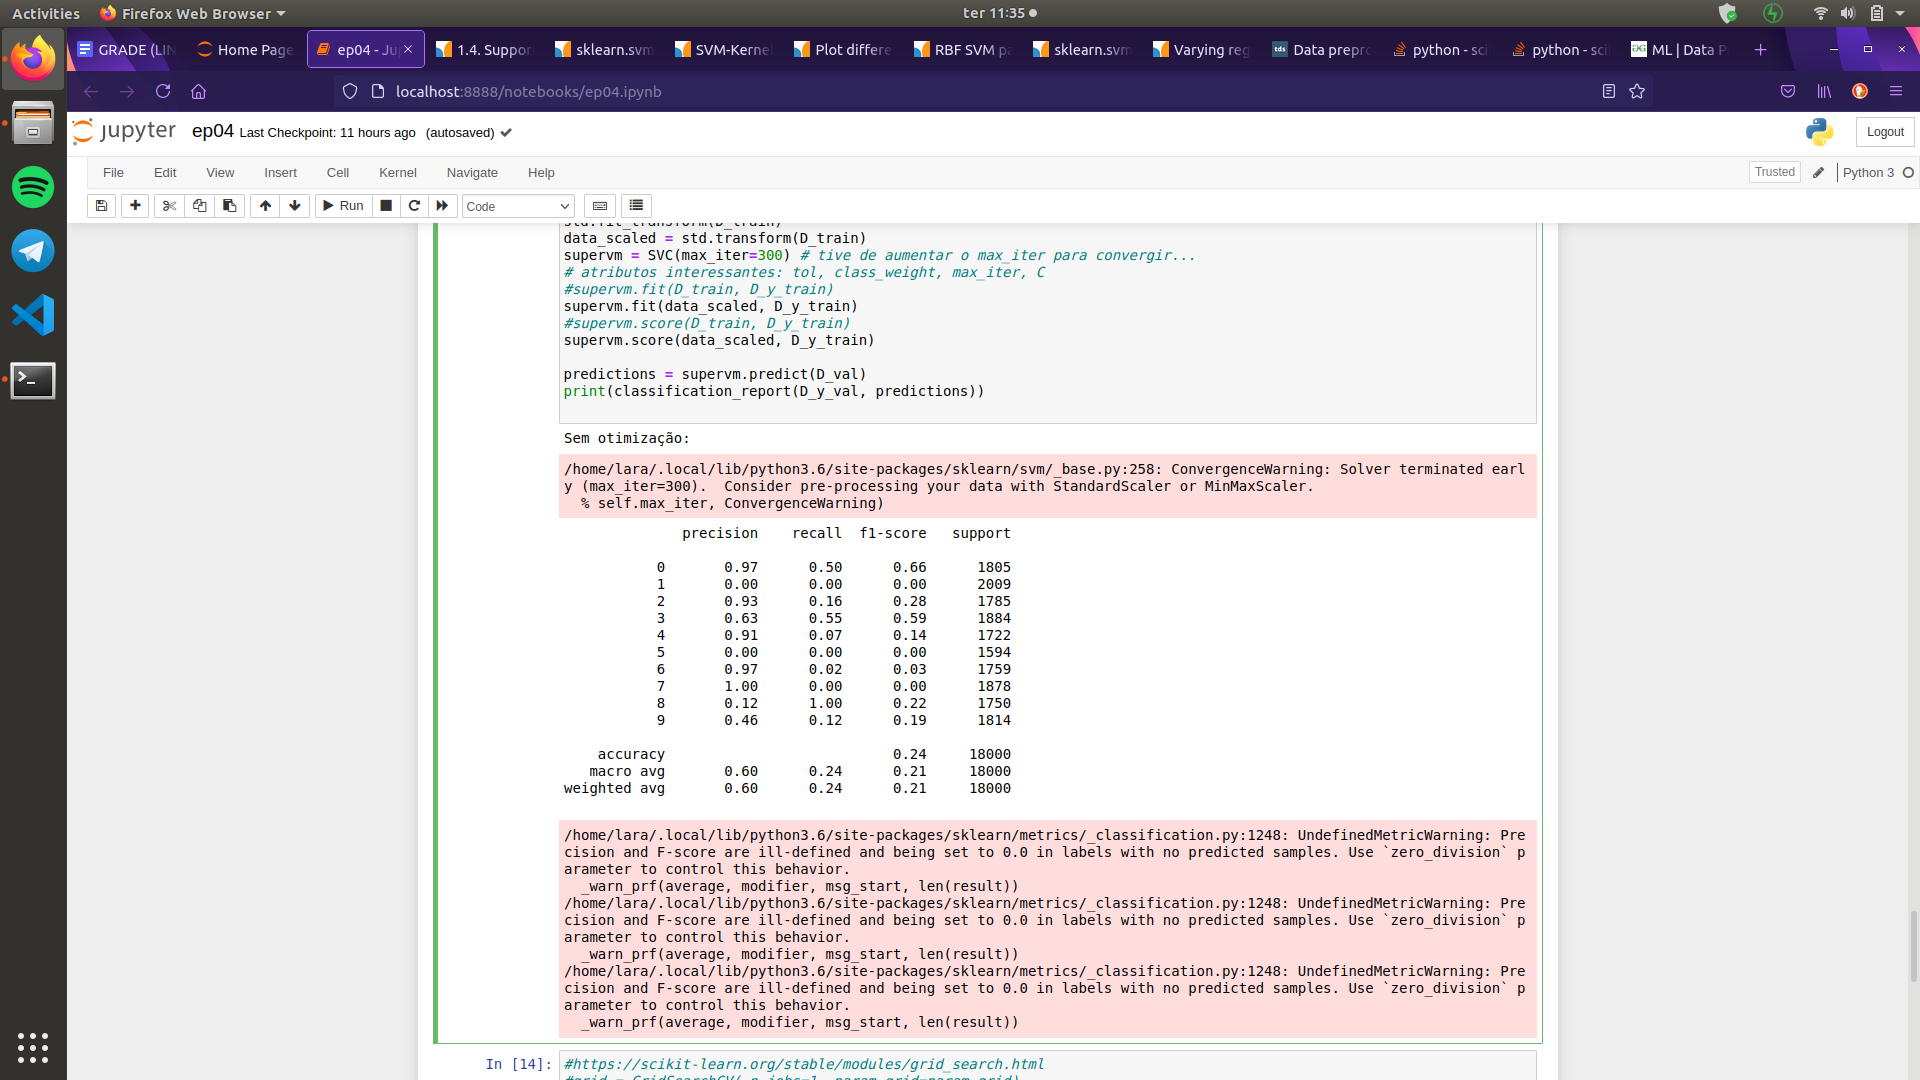 Activities Firefox Web Browser ter 11:35
GRADE (LIN Home Page ep04 - Ju 1.4. Suppor sklearn.svm SVM-Kerne Plot differe RBF SVM pa sklearn.svm Varying reg Data prepro python - sci python - sci ML | Data P
localhost:8888/notebooks/ep04.ipynb
jupyter ep04 Last Checkpoint: 11 hours ago (autosaved) Logout
File Edit View Insert Cell Kernel Navigate Help Trusted Python 3
Run Code
std.fit_transform(D_train)
data_scaled = std.transform(D_train)
supervm = SVC(max_iter=300) # tive de aumentar o max_iter para convergir...
# atributos interessantes: tol, class_weight, max_iter, C
#supervm.fit(D_train, D_y_train)
supervm.fit(data_scaled, D_y_train)
#supervm.score(D_train, D_y_train)
supervm.score(data_scaled, D_y_train)
predictions = supervm.predict(D_val)
print(classification_report(D_y_val, predictions))
Sem otimização:
/home/lara/.local/lib/python3.6/site-packages/sklearn/svm/_base.py:258: ConvergenceWarning: Solver terminated earl
y (max_iter=300).  Consider pre-processing your data with StandardScaler or MinMaxScaler.
% self.max_iter, ConvergenceWarning)
precision recall f1-score support
0 0.97 0.50 0.66 1805
1 0.00 0.00 0.00 2009
2 0.93 0.16 0.28 1785
3 0.63 0.55 0.59 1884
4 0.91 0.07 0.14 1722
5 0.00 0.00 0.00 1594
6 0.97 0.02 0.03 1759
7 1.00 0.00 0.00 1878
8 0.12 1.00 0.22 1750
9 0.46 0.12 0.19 1814
accuracy 0.24 18000
macro avg 0.60 0.24 0.21 18000
weighted avg 0.60 0.24 0.21 18000
/home/lara/.local/lib/python3.6/site-packages/sklearn/metrics/_classification.py:1248: UndefinedMetricWarning: Pre
cision and F-score are ill-defined and being set to 0.0 in labels with no predicted samples. Use `zero_division` p
arameter to control this behavior.
_warn_prf(average, modifier, msg_start, len(result))
/home/lara/.local/lib/python3.6/site-packages/sklearn/metrics/_classification.py:1248: UndefinedMetricWarning: Pre
cision and F-score are ill-defined and being set to 0.0 in labels with no predicted samples. Use `zero_division` p
arameter to control this behavior.
_warn_prf(average, modifier, msg_start, len(result))
/home/lara/.local/lib/python3.6/site-packages/sklearn/metrics/_classification.py:1248: UndefinedMetricWarning: Pre
cision and F-score are ill-defined and being set to 0.0 in labels with no predicted samples. Use `zero_division` p
arameter to control this behavior.
_warn_prf(average, modifier, msg_start, len(result))
In [14]: #https://scikit-learn.org/stable/modules/grid_search.html
#grid = GridSearchCV( n_jobs=1, param_grid=param_grid)